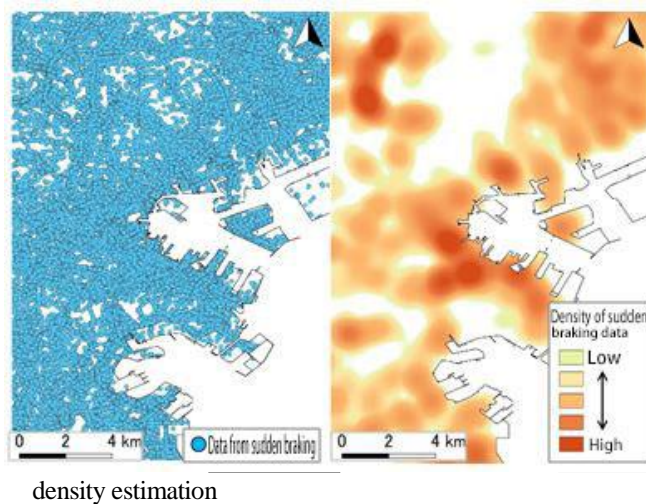 Density of sudden
braking data
Low
High
0 2 4 km
Data from sudden braking
0 2 4 km
density estimation